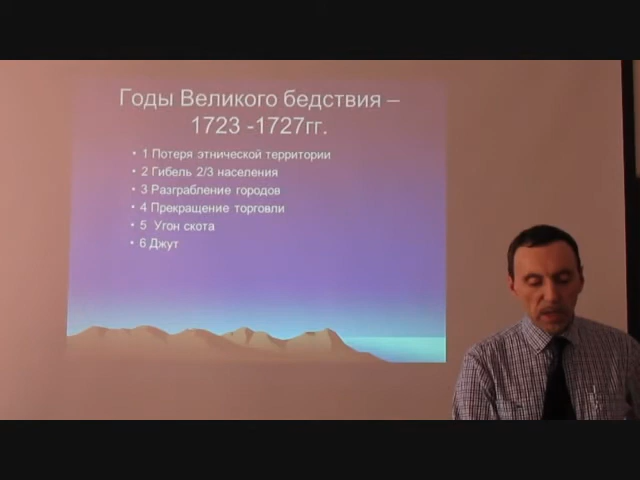 Годы Великого бедствия –
1723 -1727гг.
• 1 Потеря этнической территории
• 2 Гибель 2/3 населения
• 3 Разграбление городов
• 4 Прекращение торговли
• 5 Угон скота
• 6 Джут